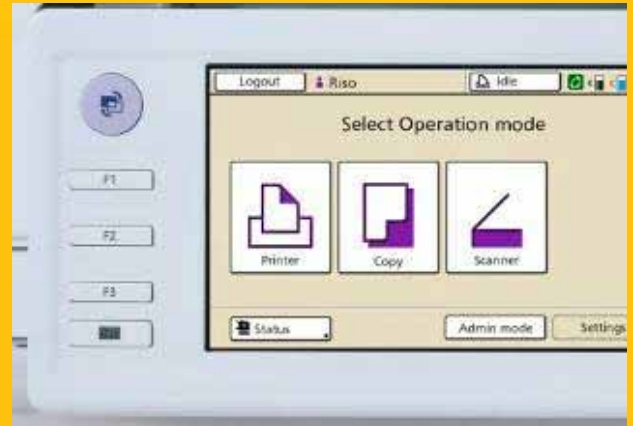 Logout Riso Idle
Select Operation mode
F1
F2
Printer Copy Scanner
F3
Status Admin mode Settings